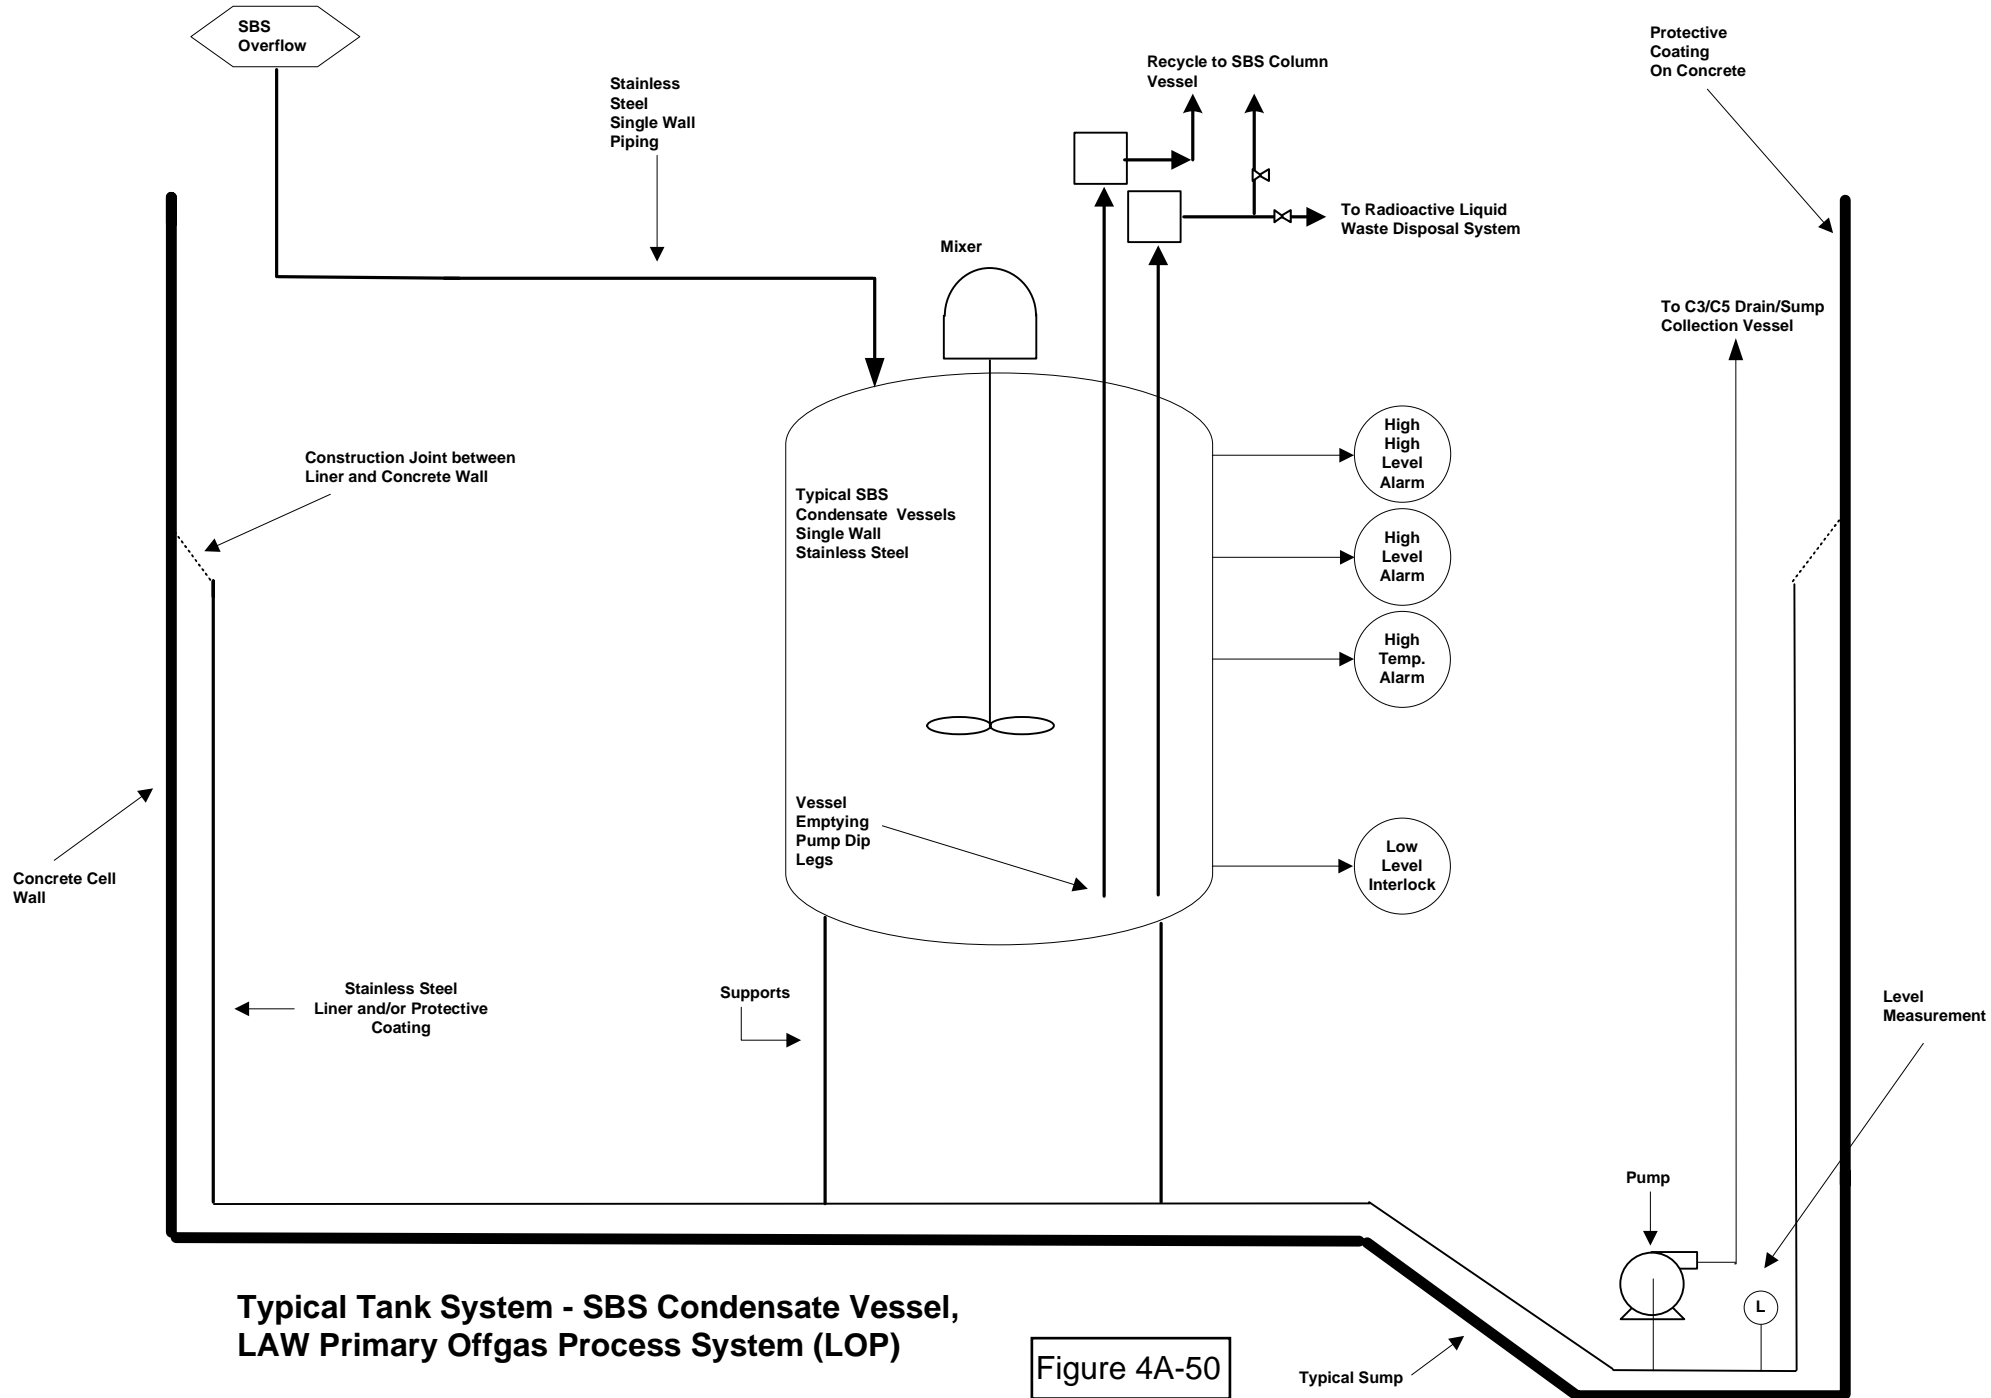 SBS
Overflow
Stainless
Steel
Single Wall
Piping
Recycle to SBS Column
Vessel
Protective
Coating
On Concrete
To Radioactive Liquid
Waste Disposal System
Mixer
To C3/C5 Drain/Sump
Collection Vessel
High
High
Level
Alarm
Construction Joint between
Liner and Concrete Wall
Typical SBS
Condensate Vessels
Single Wall
Stainless Steel
High
Level
Alarm
High
Temp.
Alarm
Vessel
Emptying
Pump Dip
Legs
Low
Level
Interlock
Concrete Cell
Wall
Stainless Steel
Liner and/or Protective
Coating
Supports
Level
Measurement
Pump
L
Typical Tank System - SBS Condensate Vessel,
LAW Primary Offgas Process System (LOP)
Figure 4A-50
Typical Sump